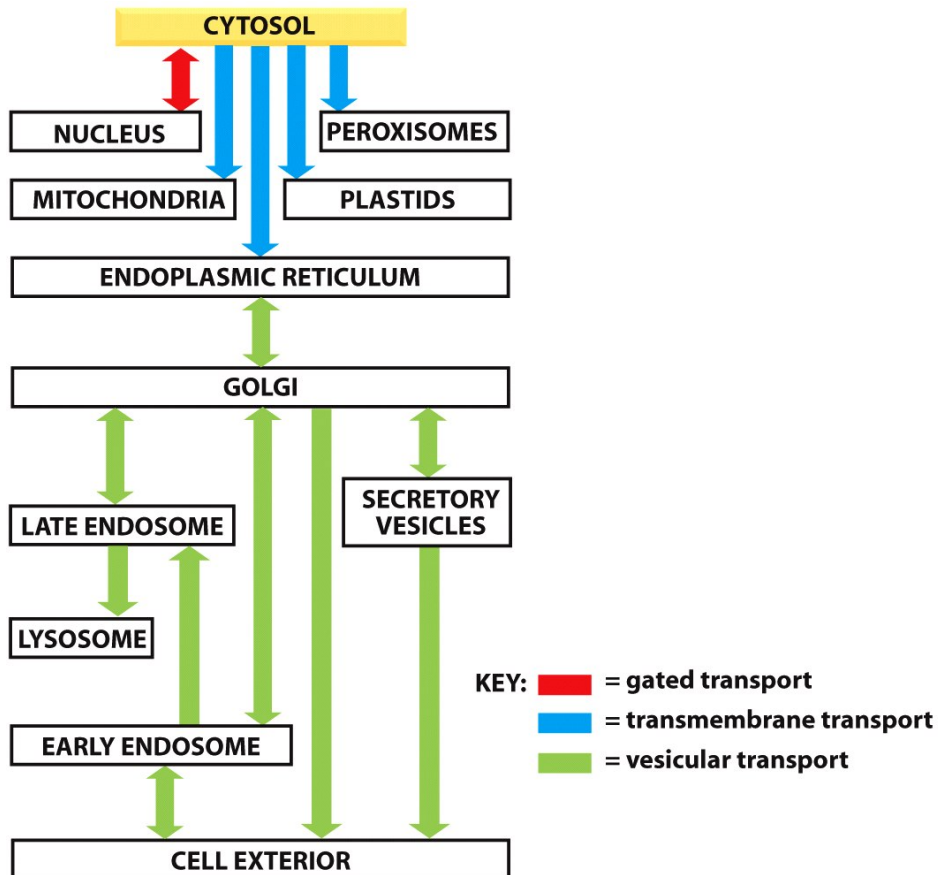 CYTOSOL
NUCLEUS
PEROXISOMES
MITOCHONDRIA
PLASTIDS
ENDOPLASMIC RETICULUM
GOLGI
SECRETORY
VESICLES
LATE ENDOSOME
LYSOSOME
KEY:
= gated transport
= transmembrane transport
= vesicular transport
EARLY ENDOSOME
CELL EXTERIOR